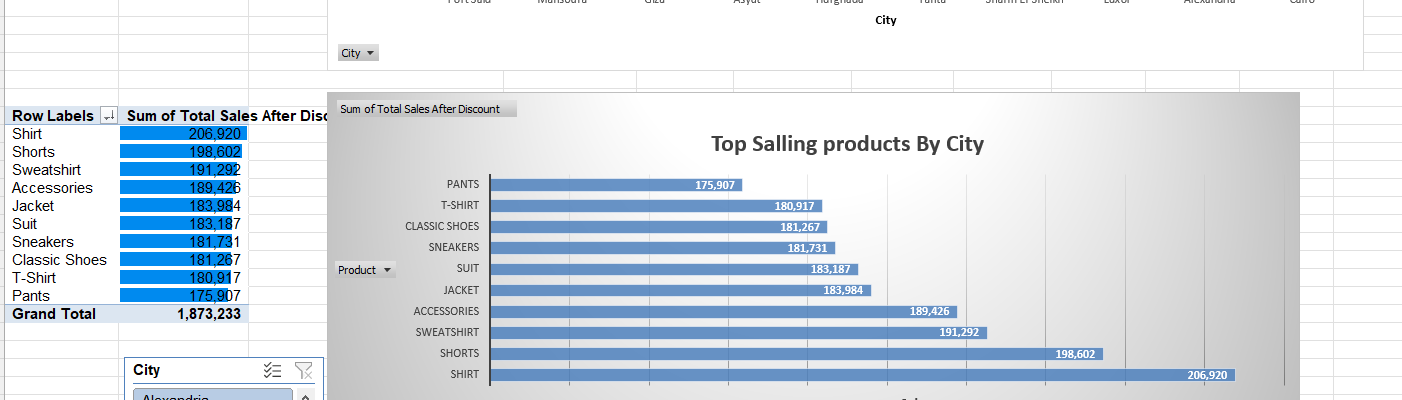 Port Said Mansoura Giza Asyut Hurghada Tanta Sharm El Sheikh Luxor Alexandria Cairo
City
City
Row Labels Sum of Total Sales After Disc
Shirt 206,920
Shorts 198,602
Sweatshirt 191,292
Accessories 189,426
Jacket 183,984
Suit 183,187
Sneakers 181,731
Classic Shoes 181,267
T-Shirt 180,917
Pants 175,907
Grand Total 1,873,233
City
Alexandria
Sum of Total Sales After Discount
Top Salling products By City
PANTS 175,907
T-SHIRT 180,917
CLASSIC SHOES 181,267
SNEAKERS 181,731
Product
SUIT 183,187
JACKET 183,984
ACCESSORIES 189,426
SWEATSHIRT 191,292
SHORTS 198,602
SHIRT 206,920